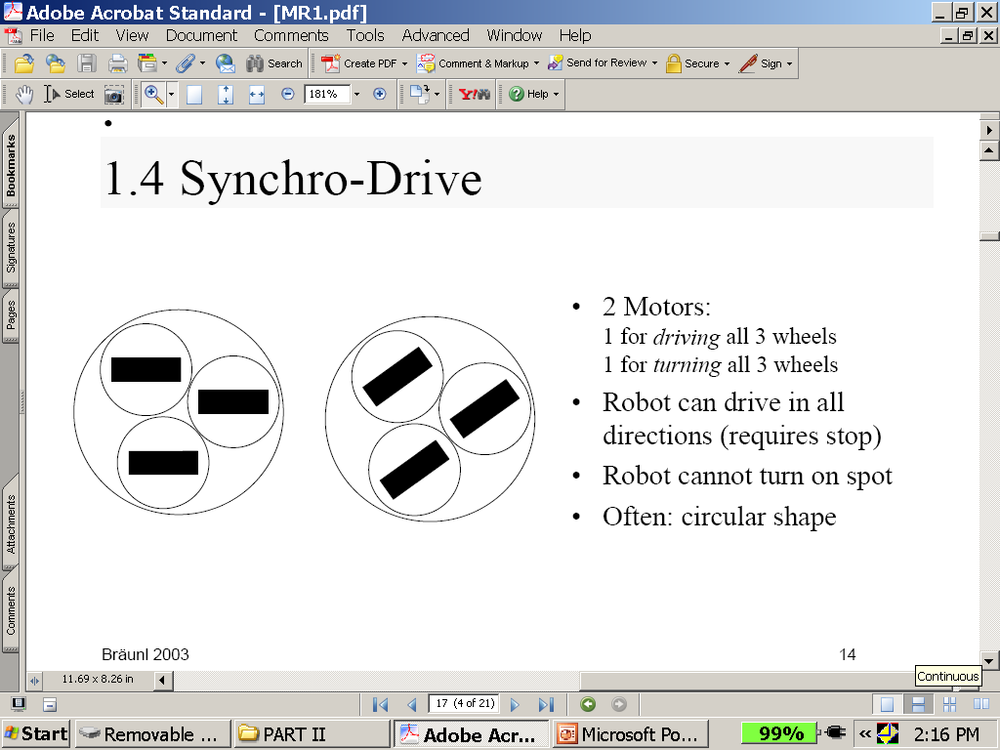 Adobe Acrobat Standard - [MR1.pdf]
File Edit View Document Comments Tools Advanced Window Help
Search Create PDF Comment & Markup Send for Review Secure Sign
Select 181% Y! Help
Bookmarks
Signatures
Pages
Attachments
Comments
•
1.4 Synchro-Drive
• 2 Motors:
1 for driving all 3 wheels
1 for turning all 3 wheels
• Robot can drive in all
directions (requires stop)
• Robot cannot turn on spot
• Often: circular shape
Bräunl 2003
14
Continuous
11.69 x 8.26 in
17 (4 of 21)
Start Removable ... PART II Adobe Acr... Microsoft Po... 99% « 2:16 PM